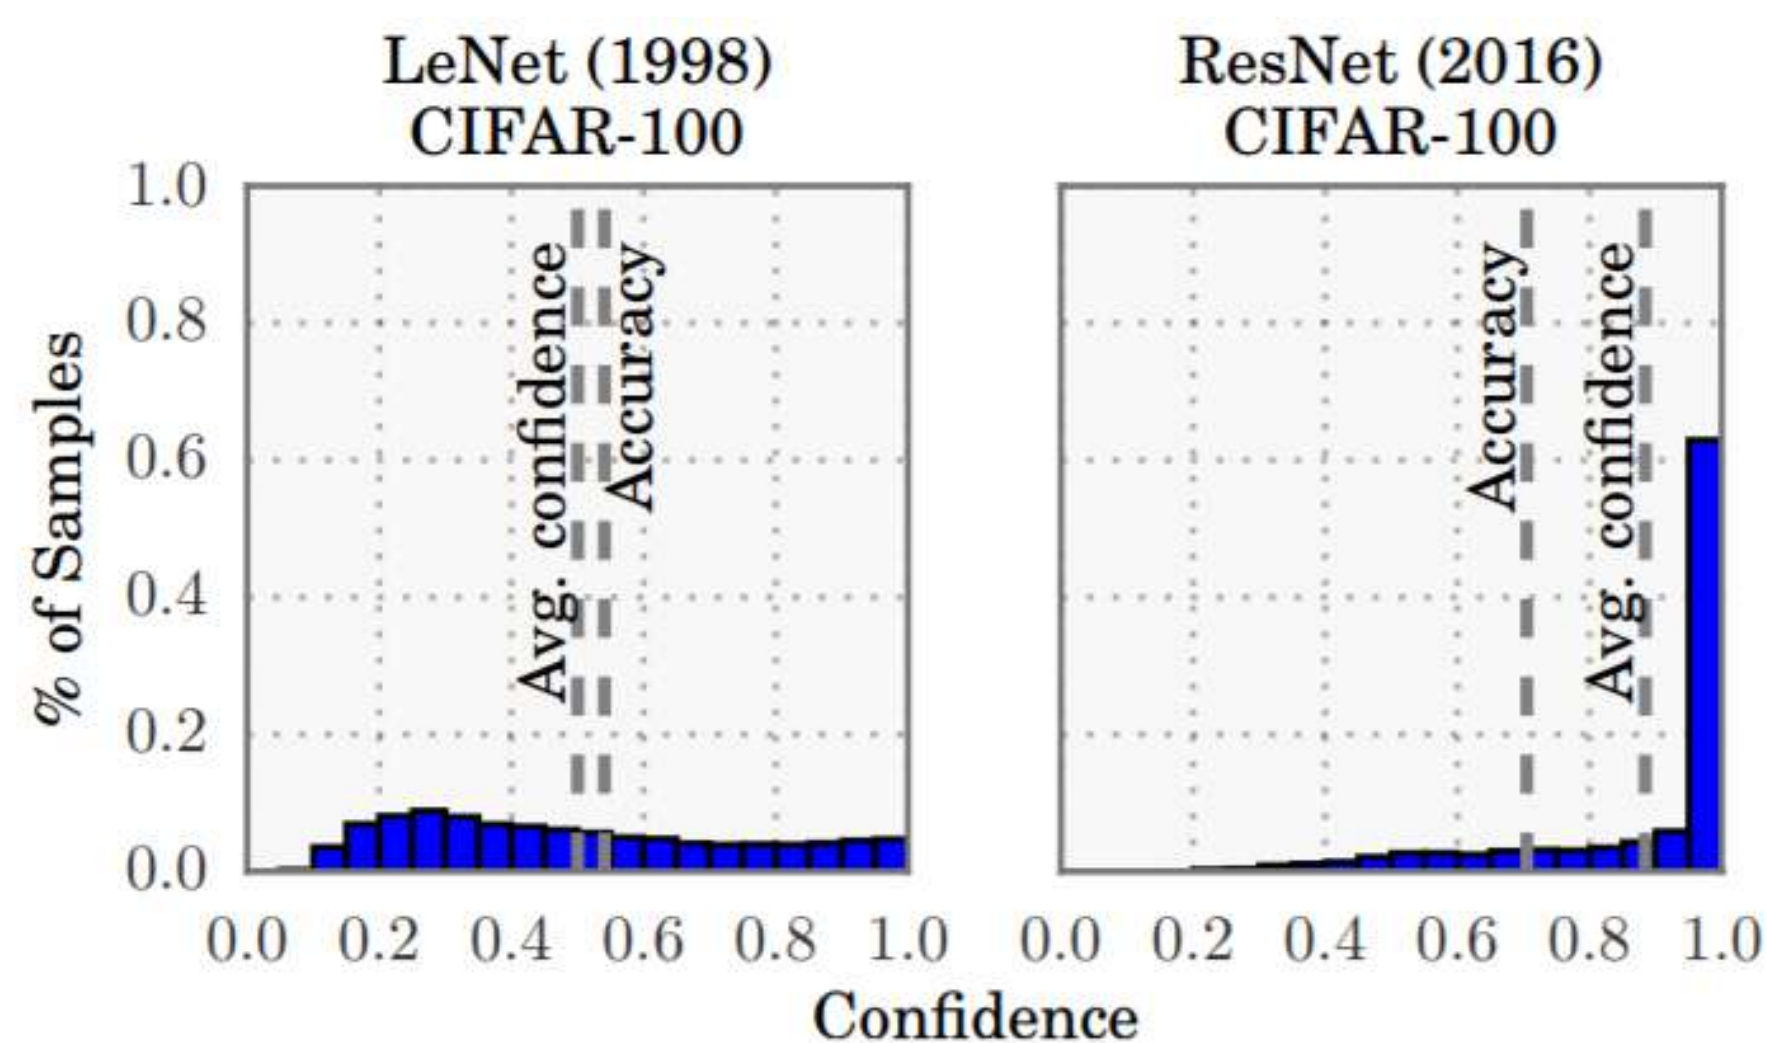 LeNet (1998)
CIFAR-100
ResNet (2016)
CIFAR-100
% of Samples
1.0
0.8
0.6
0.4
0.2
0.0
Avg. confidence
Accuracy
Accuracy
Avg. confidence
0.0 0.2 0.4 0.6 0.8 1.0
0.0 0.2 0.4 0.6 0.8 1.0
Confidence